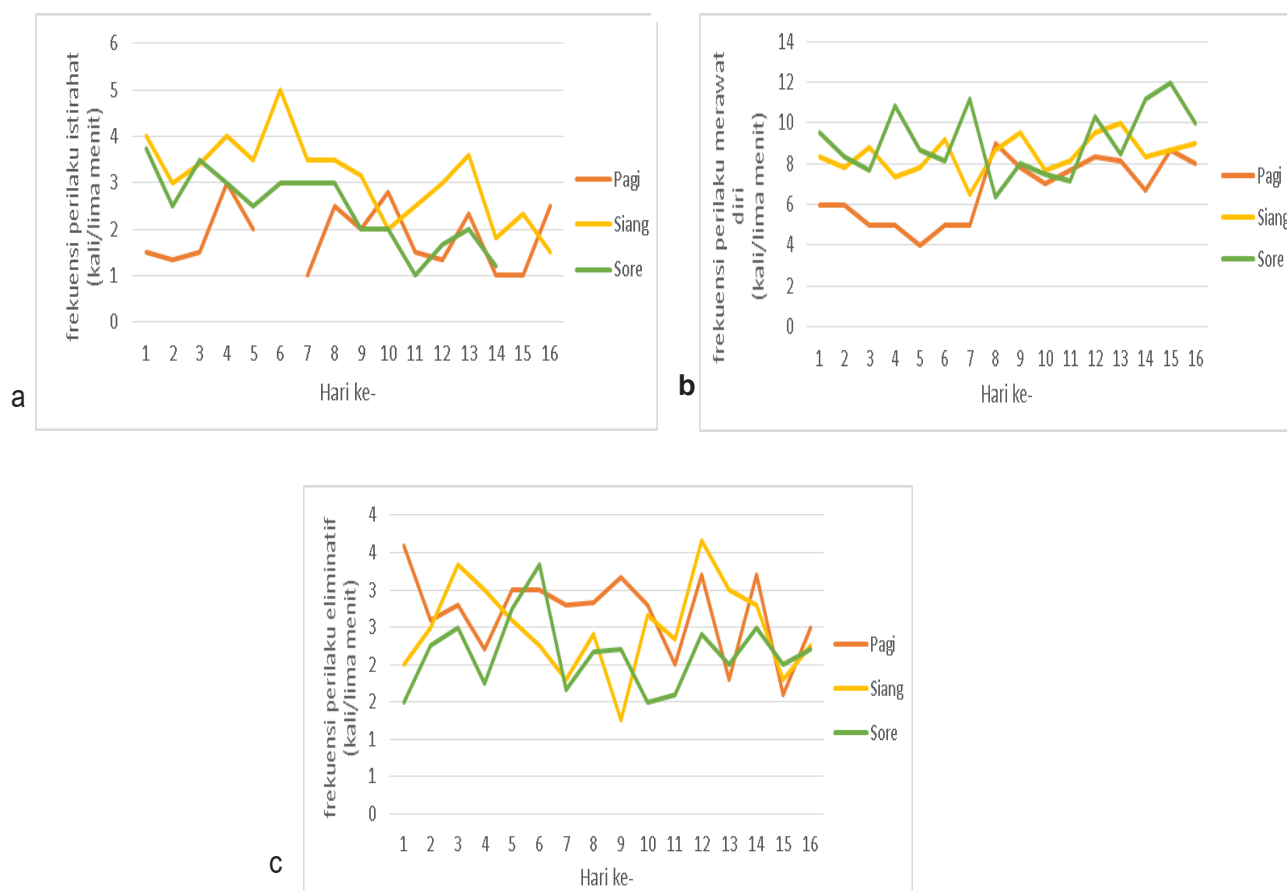 frekuensi perilaku istirahat
(kali/lima menit)
6
5
4
3
2
1
0
1 2 3 4 5 6 7 8 9 10 11 12 13 14 15 16
Hari ke-
Pagi
Siang
Sore
a
frekuensi perilaku merawat
diri
(kali/lima menit)
14
12
10
8
6
4
2
0
1 2 3 4 5 6 7 8 9 10 11 12 13 14 15 16
Hari ke-
Pagi
Siang
Sore
b
frekuensi perilaku eliminatif
(kali/lima menit)
4
4
3
3
2
2
1
1
0
1 2 3 4 5 6 7 8 9 10 11 12 13 14 15 16
Hari ke-
Pagi
Siang
Sore
c